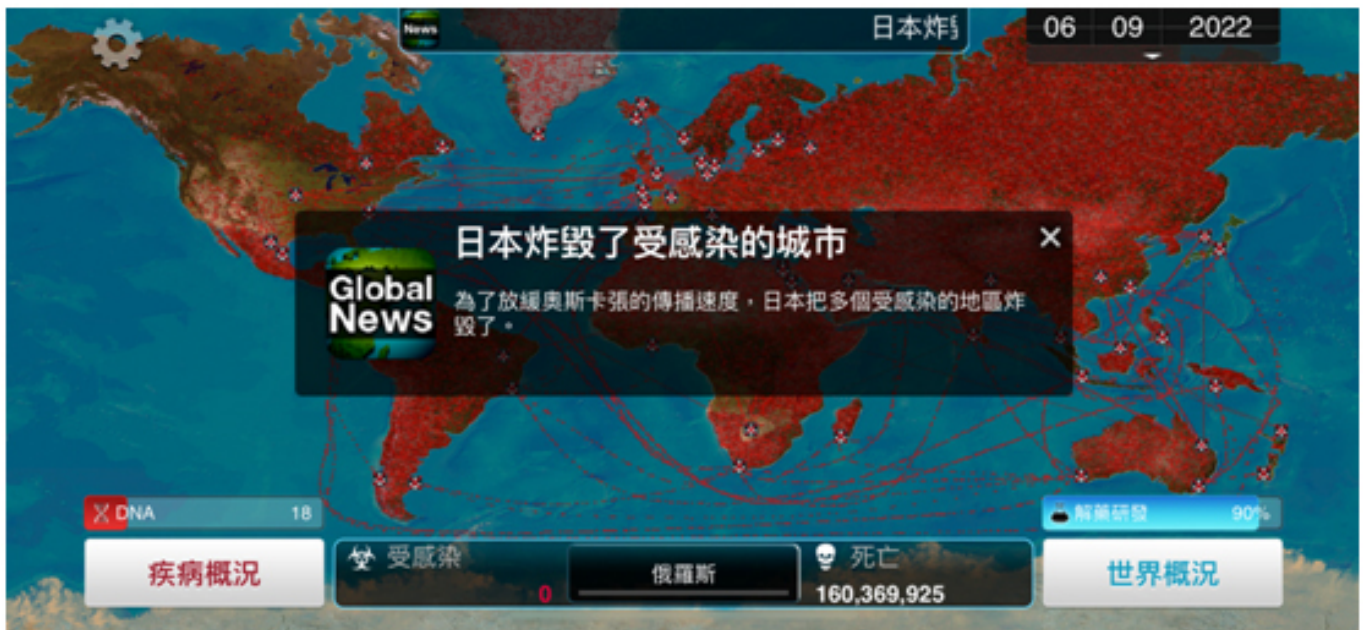 News
日本炸
06 09 2022
日本炸毀了受感染的城市
Global
News
為了放緩奧斯卡張的傳播速度，日本把多個受感染的地區炸
毀了。
DNA 18
解藥研發 90%
疾病概況
受感染
0
俄羅斯
死亡
160,369,925
世界概況